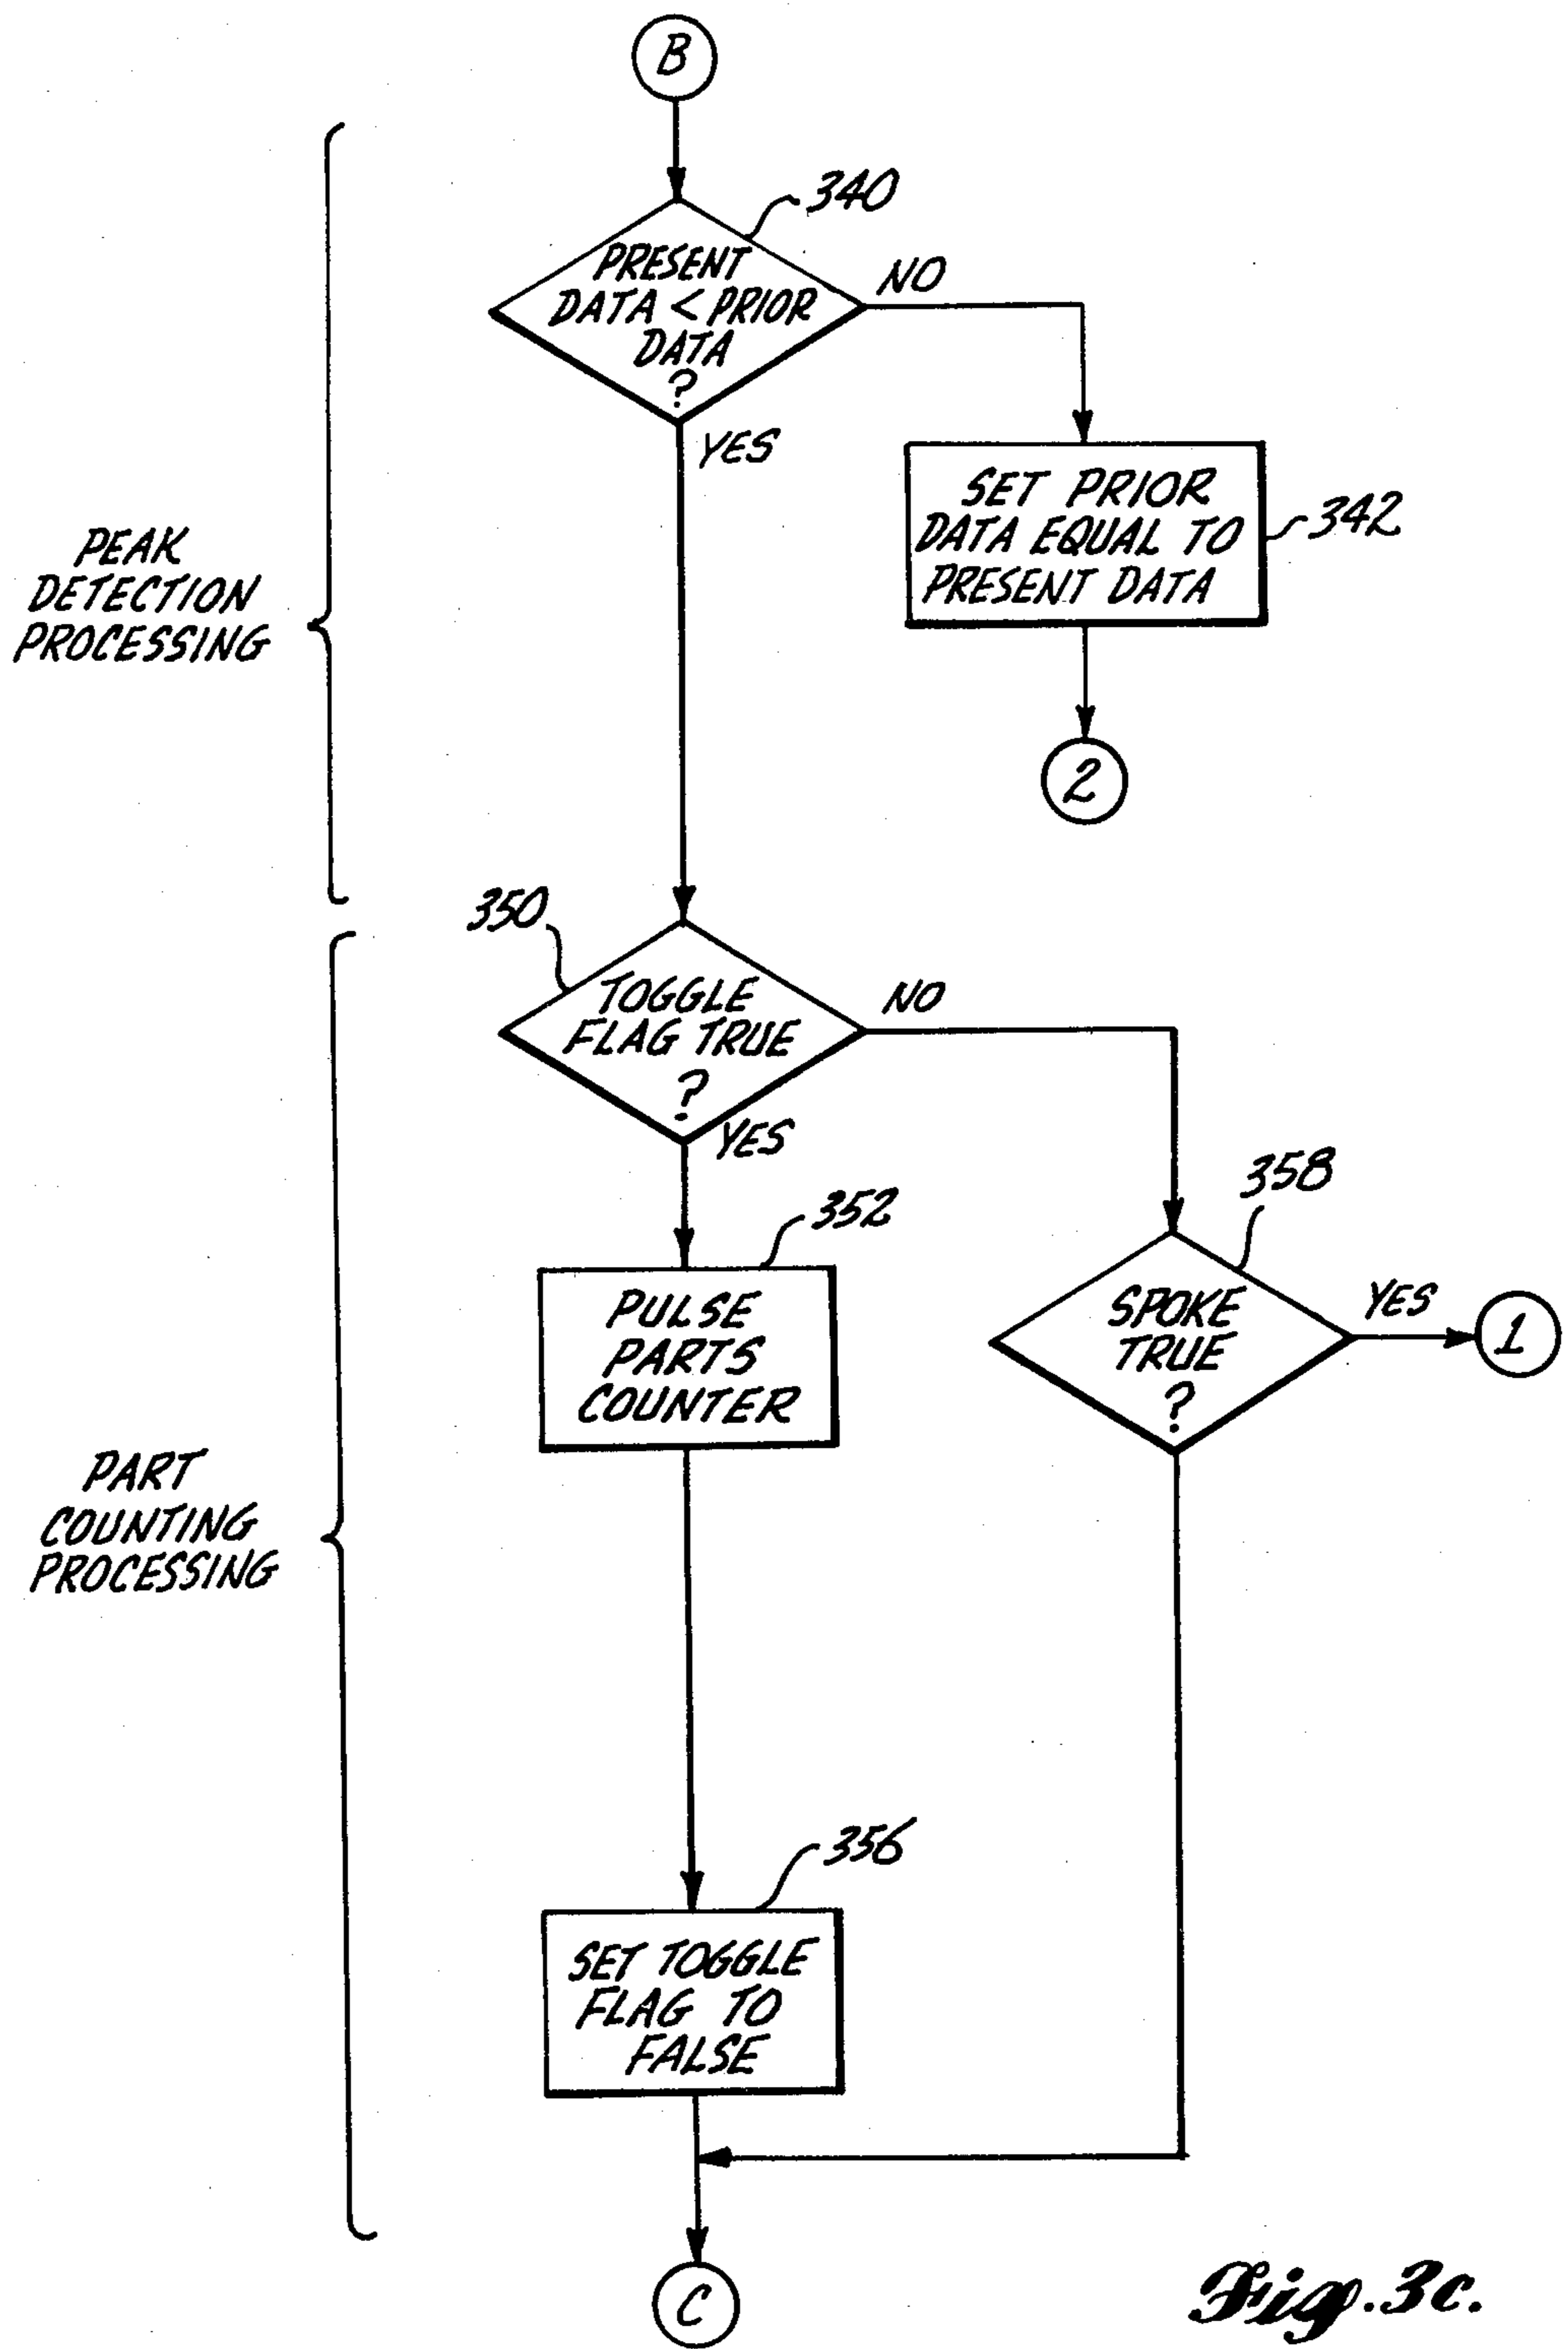 B
340
PRESENT
DATA < PRIOR
DATA
?
NO
YES
SET PRIOR
DATA EQUAL TO
PRESENT DATA
342
2
PEAK
DETECTION
PROCESSING
350
TOGGLE
FLAG TRUE
?
NO
YES
352
PULSE
PARTS
COUNTER
358
SPOKE
TRUE
?
YES
1
PART
COUNTING
PROCESSING
356
SET TOGGLE
FLAG TO
FALSE
C
Fig. 3c.